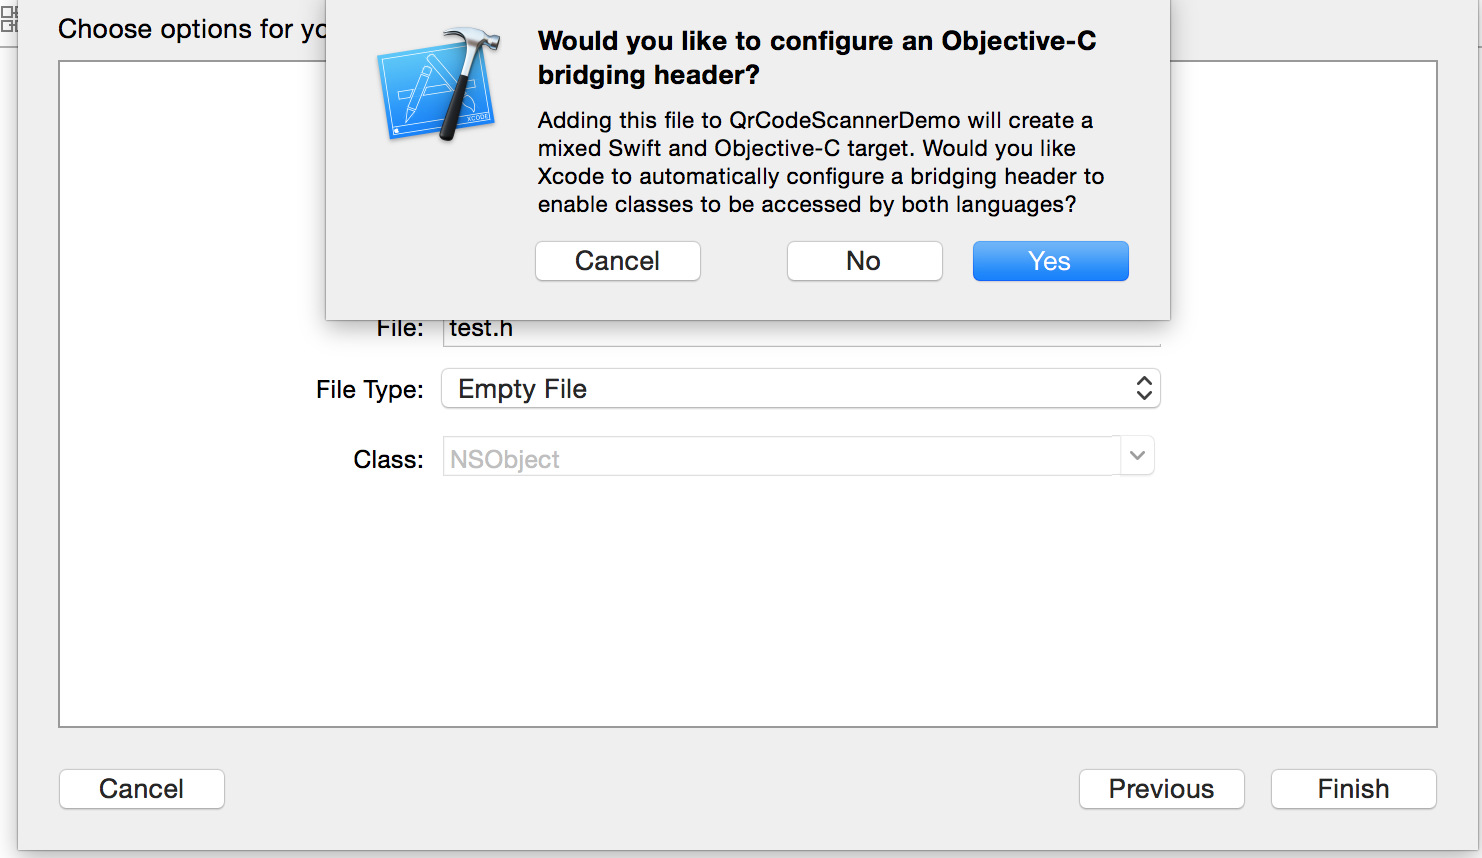 Choose options for yo
Would you like to configure an Objective-C
bridging header?
Adding this file to QrCodeScannerDemo will create a
mixed Swift and Objective-C target. Would you like
Xcode to automatically configure a bridging header to
enable classes to be accessed by both languages?
Cancel No Yes
XCODE
File: test.h
File Type: Empty File
Class: NSObject
Cancel Previous Finish